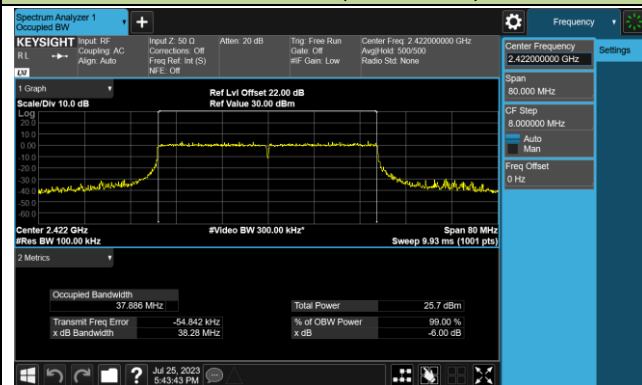 Spectrum Analyzer 1
Occupied BW
Frequency
KEYSIGHT Input: RF Input Z: 50 Ω Atten: 20 dB Trig: Free Run Center Freq: 2.422000000 GHz
RL Coupling: AC Corrections: Off Gate: Off Avg|Hold: 500/500
Align: Auto Freq Ref: Int (S) #IF Gain: Low Radio Std: None
LXI NFE: Off
1 Graph
Ref Lvl Offset 22.00 dB
Scale/Div 10.0 dB Ref Value 30.00 dBm
Log
20.0
10.0
0.00
-10.0
-20.0
-30.0
-40.0
-50.0
-60.0
Center 2.422 GHz #Video BW 300.00 kHz* Span 80 MHz
#Res BW 100.00 kHz Sweep 9.93 ms (1001 pts)
2 Metrics
Occupied Bandwidth
37.886 MHz Total Power 25.7 dBm
Transmit Freq Error -54.842 kHz % of OBW Power 99.00 %
x dB Bandwidth 38.28 MHz x dB -6.00 dB
Jul 25, 2023
5:43:43 PM
Center Frequency
2.422000000 GHz
Settings
Span
80.000 MHz
CF Step
8.000000 MHz
Auto
Man
Freq Offset
0 Hz